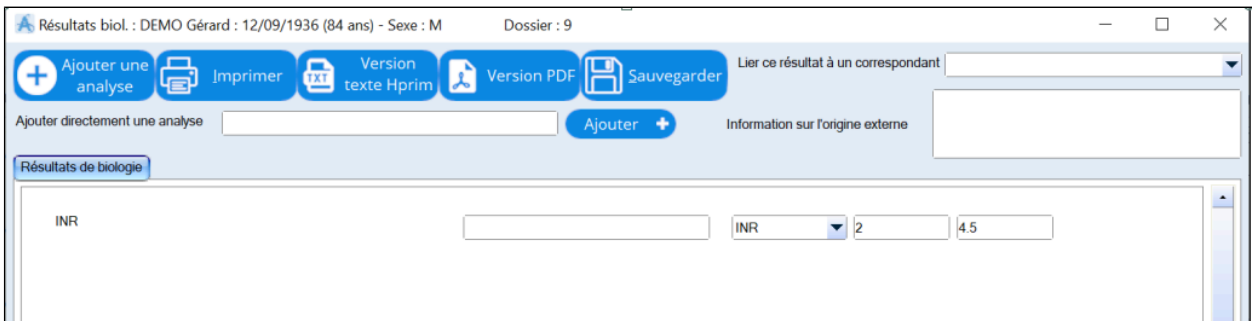 Résultats biol. : DEMO Gérard : 12/09/1936 (84 ans) - Sexe : M Dossier : 9
Ajouter une
analyse
Imprimer
TXT
Version
texte Hprim
Version PDF
Sauvegarder
Lier ce résultat à un correspondant
Ajouter directement une analyse
Ajouter
Information sur l'origine externe
Résultats de biologie
INR INR 2 4.5